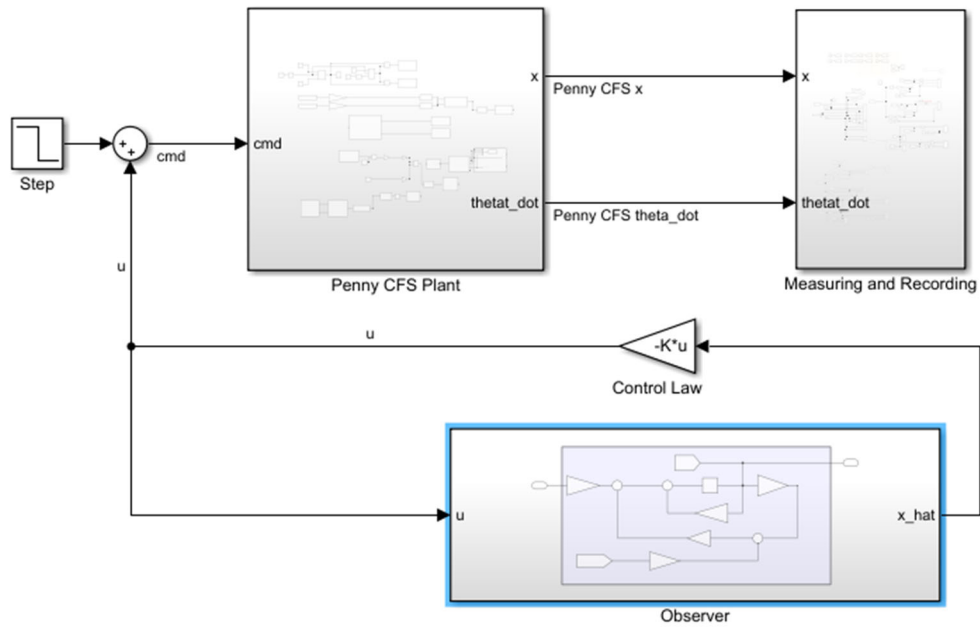 Step
+
+
cmd
cmd
x
thetat_dot
Penny CFS Plant
Penny CFS x
Penny CFS theta_dot
x
thetat_dot
Measuring and Recording
u
u
-K*u
Control Law
u
x_hat
Observer